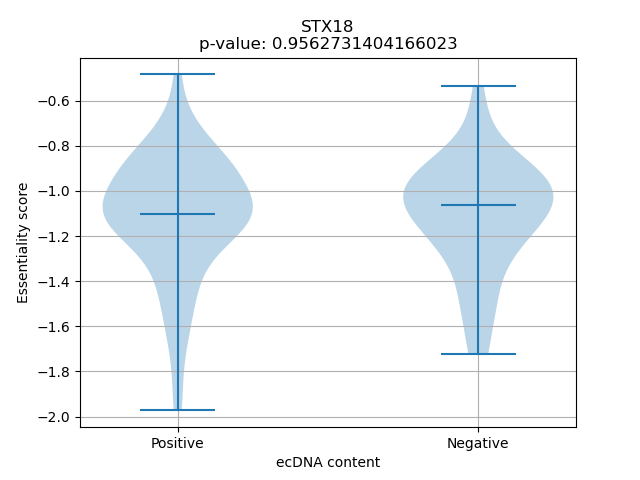 STX18
p-value: 0.9562731404166023
Essentiality score
−0.6
−0.8
−1.0
−1.2
−1.4
−1.6
−1.8
−2.0
Positive
Negative
ecDNA content